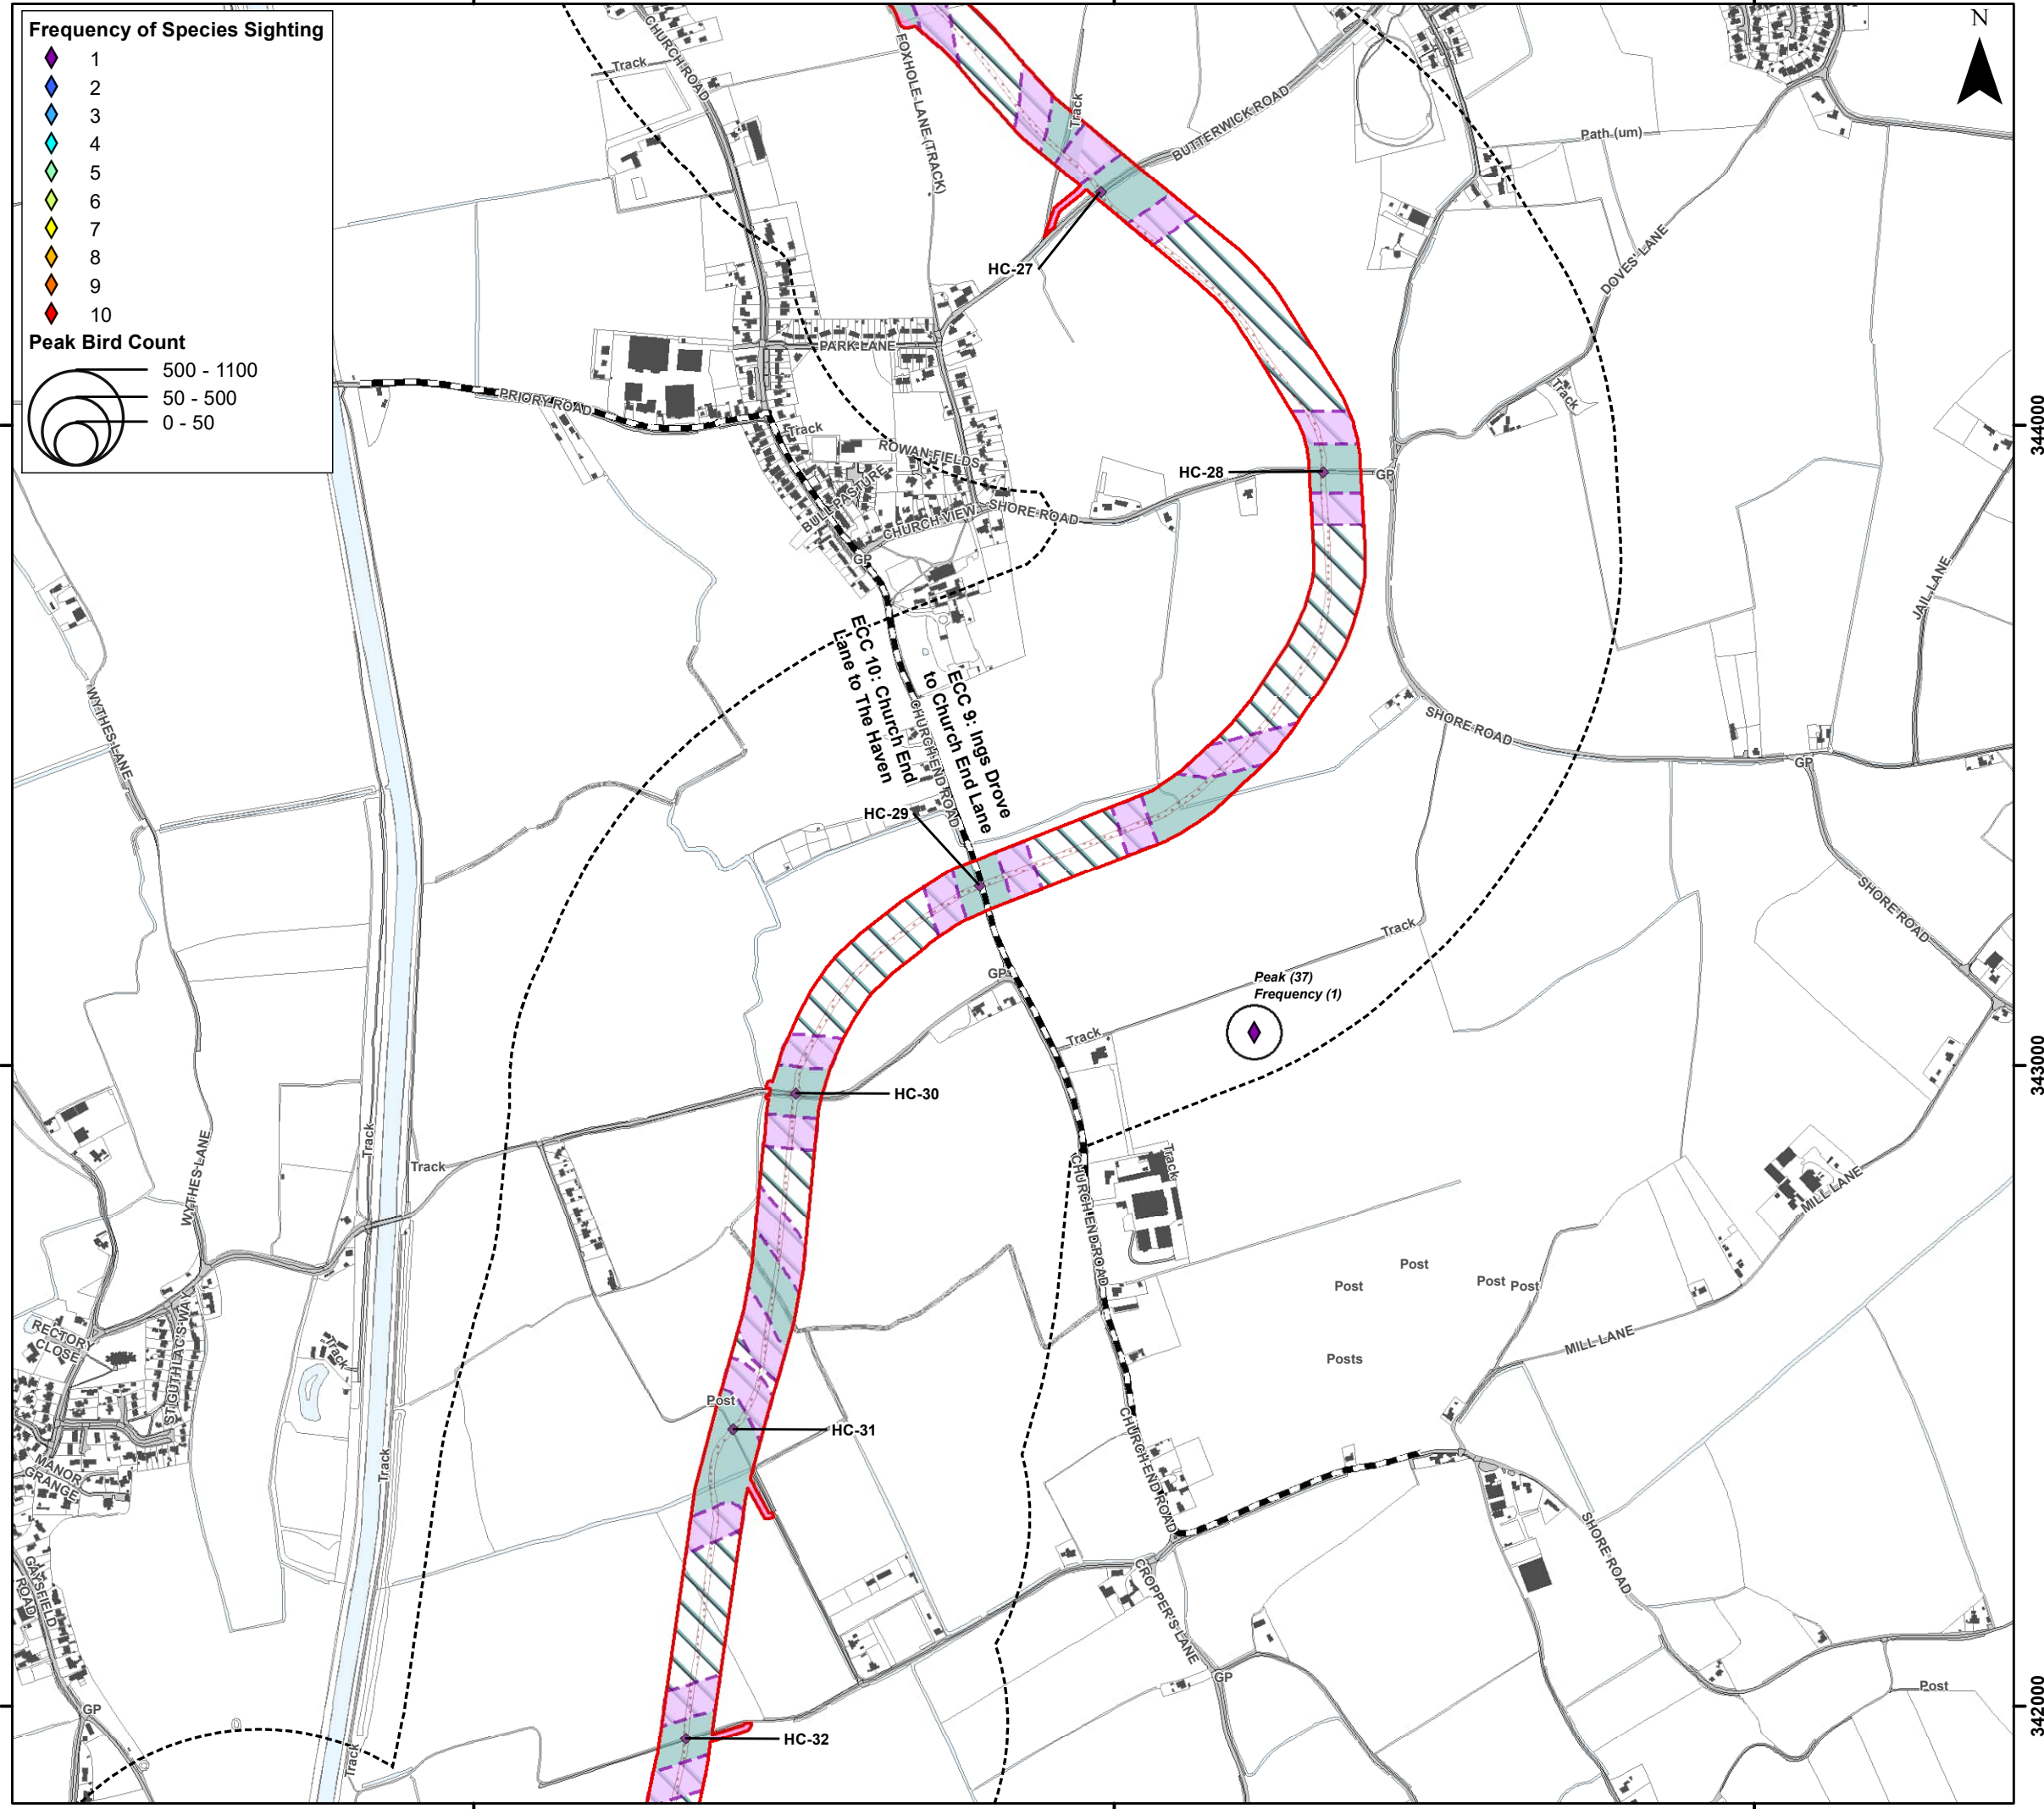 Frequency of Species Sighting
1
2
3
4
5
6
7
8
9
10
Peak Bird Count
500 - 1100
50 - 500
0 - 50
N
CHURCH ROAD
Track
FOXHOLE LANE (TRACK)
Track
BUTTERWICK ROAD
Path (um)
DOVES' LANE
HC-27
PARK LANE
PRIORY ROAD
Track
Track
344000
ROWAN FIELDS
BULL PASTURE
CHURCH VIEW
SHORE ROAD
HC-28
GP
GP
JAIL LANE
ECC 10: Church End
Lane to The Haven
ECC 9: Ings Drove
to Church End Lane
CHURCH END ROAD
WYTHES LANE
SHORE ROAD
GP
HC-29
SHORE ROAD
Track
GP
Peak (37)
Frequency (1)
Track
343000
HC-30
Track
Track
WYTHES LANE
CHURCH END ROAD
Track
MILL LANE
Post
Post
Post
Post
RECTORY
CLOSE
ST GUTHLAC'S WAY
Track
MILL LANE
Posts
Post
HC-31
CHURCH END ROAD
Track
MANOR
GRANGE
SHORE ROAD
GAYSFIELD
ROAD
CROPPER'S LANE
GP
Post
GP
342000
HC-32
Track